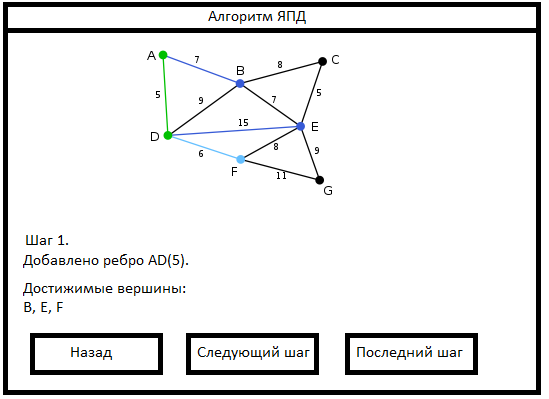 Алгоритм ЯПД
A
7
B
8
C
5
9
7
5
D
15
E
6
8
9
F
11
G
Шаг 1.
Добавлено ребро AD(5).
Достижимые вершины:
B, E, F
Назад
Следующий шаг
Последний шаг